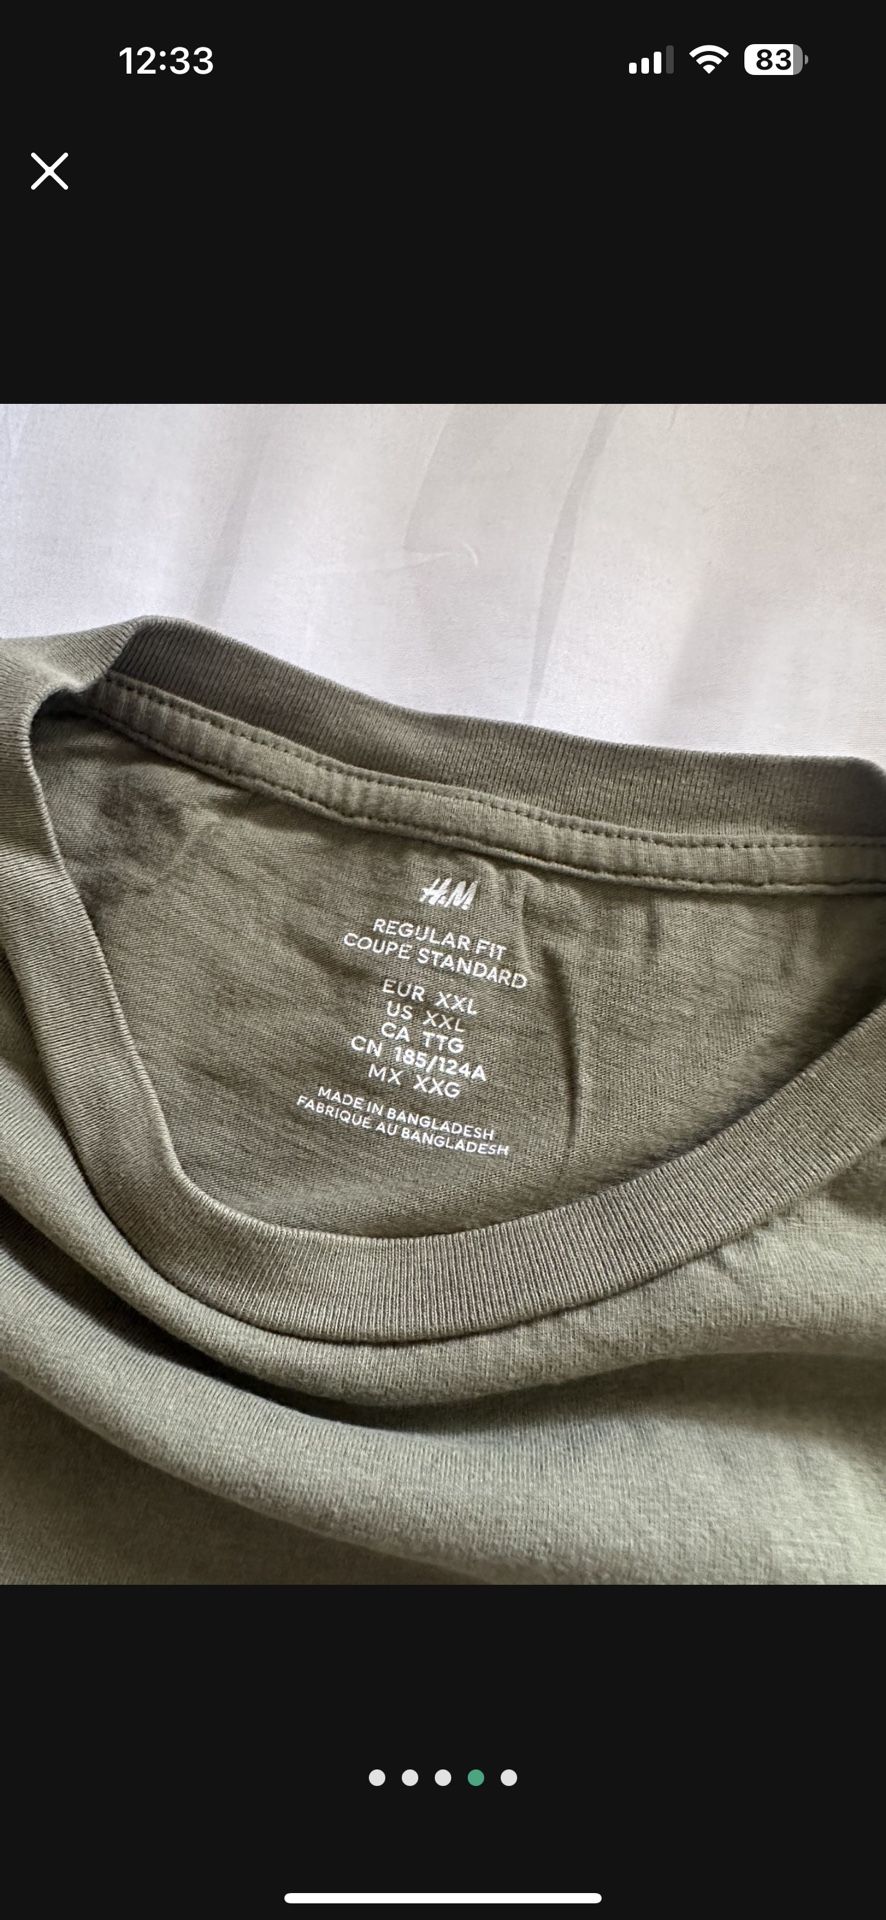 12:33
83
H&M
REGULAR FIT
COUPE STANDARD
EUR XXL
US XXL
CA TTG
CN 185/124A
MX XXG
MADE IN BANGLADESH
FABRIQUÉ AU BANGLADESH